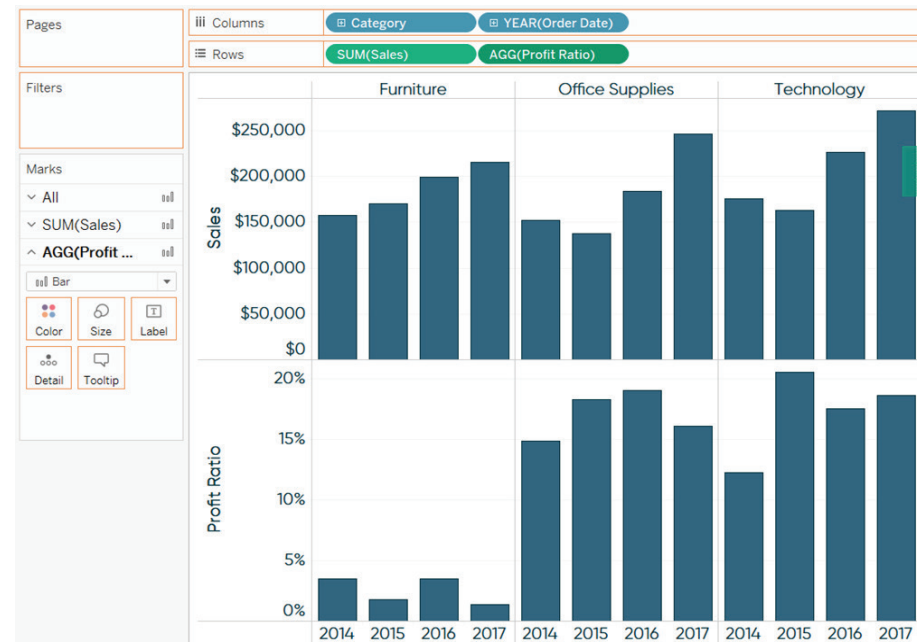 Pages
Columns
Category
YEAR(Order Date)
Rows
SUM(Sales)
AGG(Profit Ratio)
Filters
Marks
All
SUM(Sales)
AGG(Profit ...
Bar
Color Size Label
Detail Tooltip
Furniture Office Supplies Technology
Sales
$250,000
$200,000
$150,000
$100,000
$50,000
$0
Profit Ratio
20%
15%
10%
5%
0%
2014 2015 2016 2017 2014 2015 2016 2017 2014 2015 2016 2017